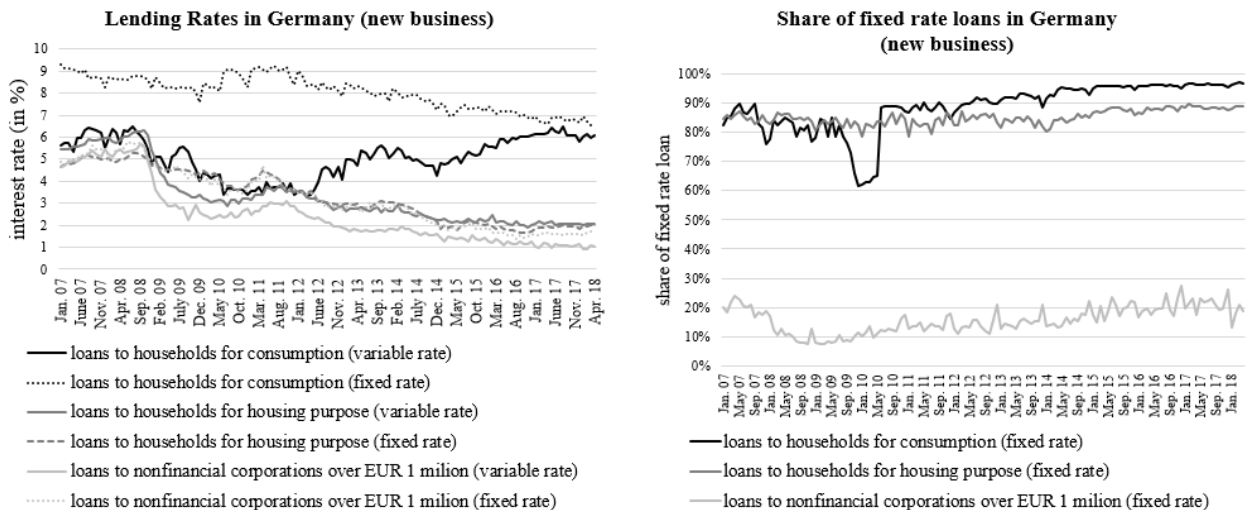 Lending Rates in Germany (new business)
interest rate (in %)
10
9
8
7
6
5
4
3
2
1
0
Jan. 07
June 07
Nov. 07
Apr. 08
Sep. 08
Feb. 09
July 09
Dec. 09
May 10
Oct. 10
Mar. 11
Aug. 11
Jan. 12
June 12
Nov. 12
Apr. 13
Sep. 13
Feb. 14
July 14
Dec. 14
May 15
Oct. 15
Mar. 16
Aug. 16
Jan. 17
June 17
Nov. 17
Apr. 18
loans to households for consumption (variable rate)
loans to households for consumption (fixed rate)
loans to households for housing purpose (variable rate)
loans to households for housing purpose (fixed rate)
loans to nonfinancial corporations over EUR 1 milion (variable rate)
loans to nonfinancial corporations over EUR 1 milion (fixed rate)
Share of fixed rate loans in Germany
(new business)
share of fixed rate loan
100%
90%
80%
70%
60%
50%
40%
30%
20%
10%
0%
Jan. 07
May 07
Sep. 07
Jan. 08
May 08
Sep. 08
Jan. 09
May 09
Sep. 09
Jan. 10
May 10
Sep. 10
Jan. 11
May 11
Sep. 11
Jan. 12
May 12
Sep. 12
Jan. 13
May 13
Sep. 13
Jan. 14
May 14
Sep. 14
Jan. 15
May 15
Sep. 15
Jan. 16
May 16
Sep. 16
Jan. 17
May 17
Sep. 17
Jan. 18
loans to households for consumption (fixed rate)
loans to households for housing purpose (fixed rate)
loans to nonfinancial corporations over EUR 1 milion (fixed rate)